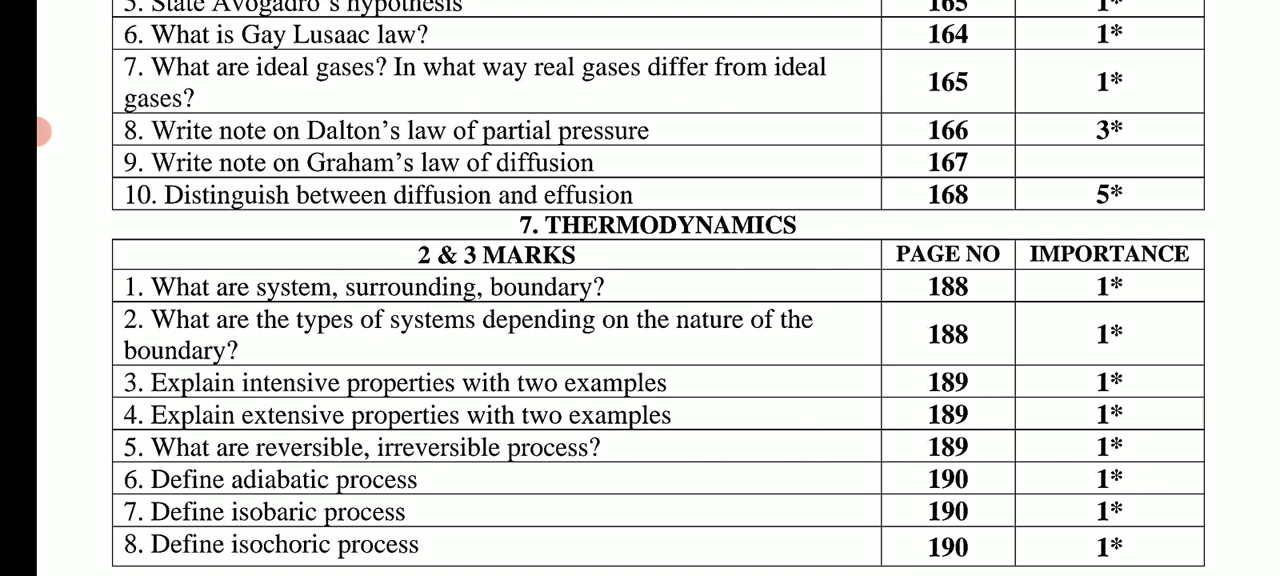 5. State Avogadro's hypothesis 165 1*
6. What is Gay Lusaac law? 164 1*
7. What are ideal gases? In what way real gases differ from ideal
gases? 165 1*
8. Write note on Dalton's law of partial pressure 166 3*
9. Write note on Graham's law of diffusion 167
10. Distinguish between diffusion and effusion 168 5*
7. THERMODYNAMICS
2 & 3 MARKS PAGE NO IMPORTANCE
1. What are system, surrounding, boundary? 188 1*
2. What are the types of systems depending on the nature of the
boundary? 188 1*
3. Explain intensive properties with two examples 189 1*
4. Explain extensive properties with two examples 189 1*
5. What are reversible, irreversible process? 189 1*
6. Define adiabatic process 190 1*
7. Define isobaric process 190 1*
8. Define isochoric process 190 1*